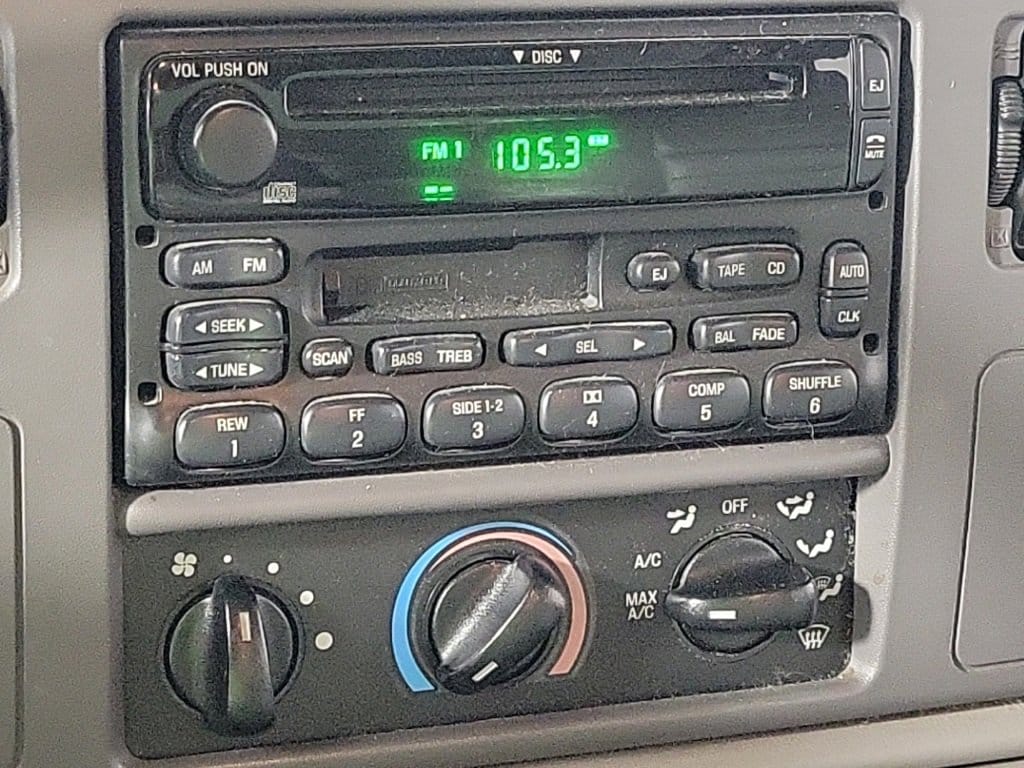 VOL PUSH ON
▼ DISC ▼
EJ
FM 1 105.3
MUTE
disc
AM FM
EJ
TAPE CD
AUTO
◀ SEEK ▶
CLK
SCAN
BASS TREB
◀ SEL ▶
BAL FADE
◀ TUNE ▶
REW
1
FF
2
SIDE 1-2
3
4
COMP
5
SHUFFLE
6
OFF
A/C
MAX
A/C